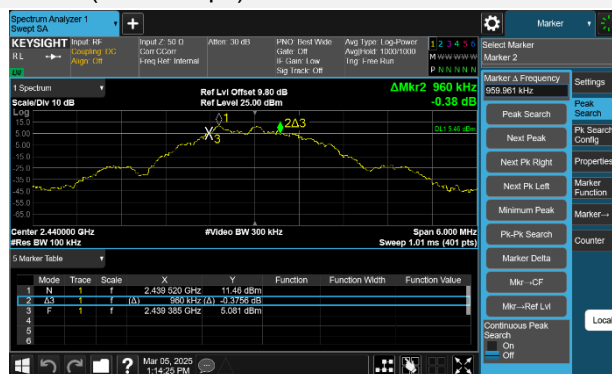 Spectrum Analyzer 1
Swept SA
Marker
KEYSIGHT
Input: RF
Input Z: 50 Ω
Atten: 30 dB
PNO: Best Wide
Avg Type: Log-Power
1 2 3 4 5 6
Select Marker
RL
Coupling: DC
Corr CCorr
Gate: Off
Avg|Hold: 1000/1000
Marker 2
Align: Off
Freq Ref: Internal
IF Gain: Low
Trig: Free Run
M W W W W W
Sig Track: Off
P N N N N N
LW
1 Spectrum
ΔMkr2 960 kHz
Marker Δ Frequency
Settings
Scale/Div 10 dB
Ref Lvl Offset 9.80 dB
Ref Level 25.00 dBm
-0.38 dB
959.961 kHz
Log
15.0
5.00
-5.00
-15.0
-25.0
-35.0
-45.0
-55.0
-65.0
1
2Δ3
X3
DL1 5.46 dBm
Peak Search
Peak
Search
Next Peak
Pk Search
Config
Next Pk Right
Properties
Next Pk Left
Marker
Function
Minimum Peak
Marker→
Center 2.440000 GHz
#Video BW 300 kHz
Span 6.000 MHz
#Res BW 100 kHz
Sweep 1.01 ms (401 pts)
Pk-Pk Search
Counter
5 Marker Table
Marker Delta
Mode Trace Scale X Y Function Function Width Function Value
1 N 1 f 2.439 520 GHz 11.46 dBm
2 Δ3 1 f (Δ) 960 kHz (Δ) -0.3756 dB
3 F 1 f 2.439 385 GHz 5.081 dBm
4
5
6
Mkr→CF
Mkr→Ref Lvl
Continuous Peak
Search
On
Off
Local
?
Mar 05, 2025
1:14:25 PM